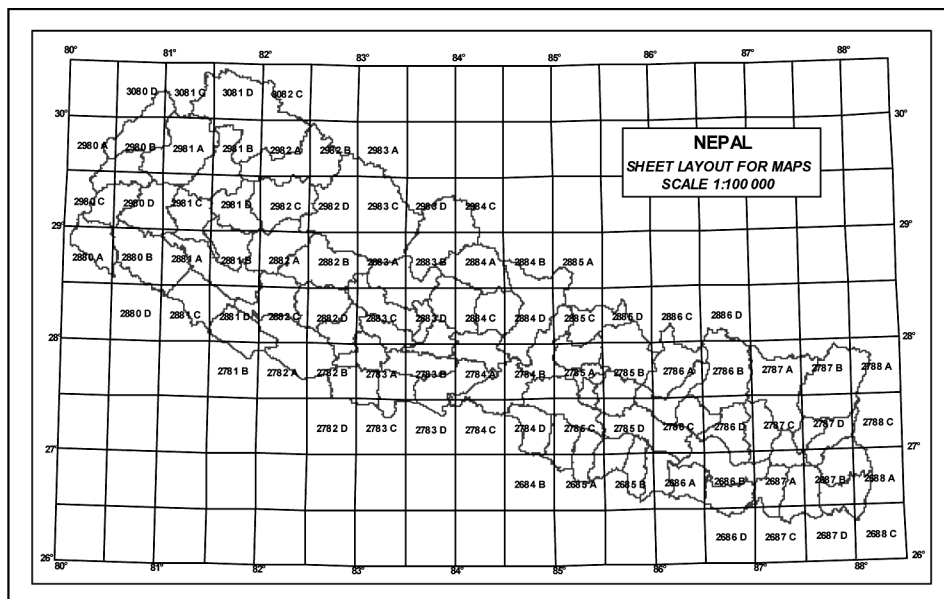 80° 81° 82° 83° 84° 85° 86° 87° 88°
3080 D 3081 C 3081 D 3082 C
30° 30°
NEPAL
SHEET LAYOUT FOR MAPS
SCALE 1:100 000
2980 A 2980 B 2981 A 2981 B 2982 A 2982 B 2983 A
2980 C 2980 D 2981 C 2981 D 2982 C 2982 D 2983 C 2983 D 2984 C
29° 29°
2880 A 2880 B 2881 A 2881 B 2882 A 2882 B 2883 A 2883 B 2884 A 2884 B 2885 A
2880 D 2881 C 2881 D 2882 C 2882 D 2883 C 2883 D 2884 C 2884 D 2885 C 2885 D 2886 C 2886 D
28° 28°
2781 B 2782 A 2782 B 2783 A 2783 B 2784 A 2784 B 2785 A 2785 B 2786 A 2786 B 2787 A 2787 B 2788 A
2782 D 2783 C 2783 D 2784 C 2784 D 2785 C 2785 D 2786 C 2786 D 2787 C 2787 D 2788 C
27° 27°
2684 B 2685 A 2685 B 2686 A 2686 B 2687 A 2687 B 2688 A
2686 D 2687 C 2687 D 2688 C
26° 26°
80° 81° 82° 83° 84° 85° 86° 87° 88°